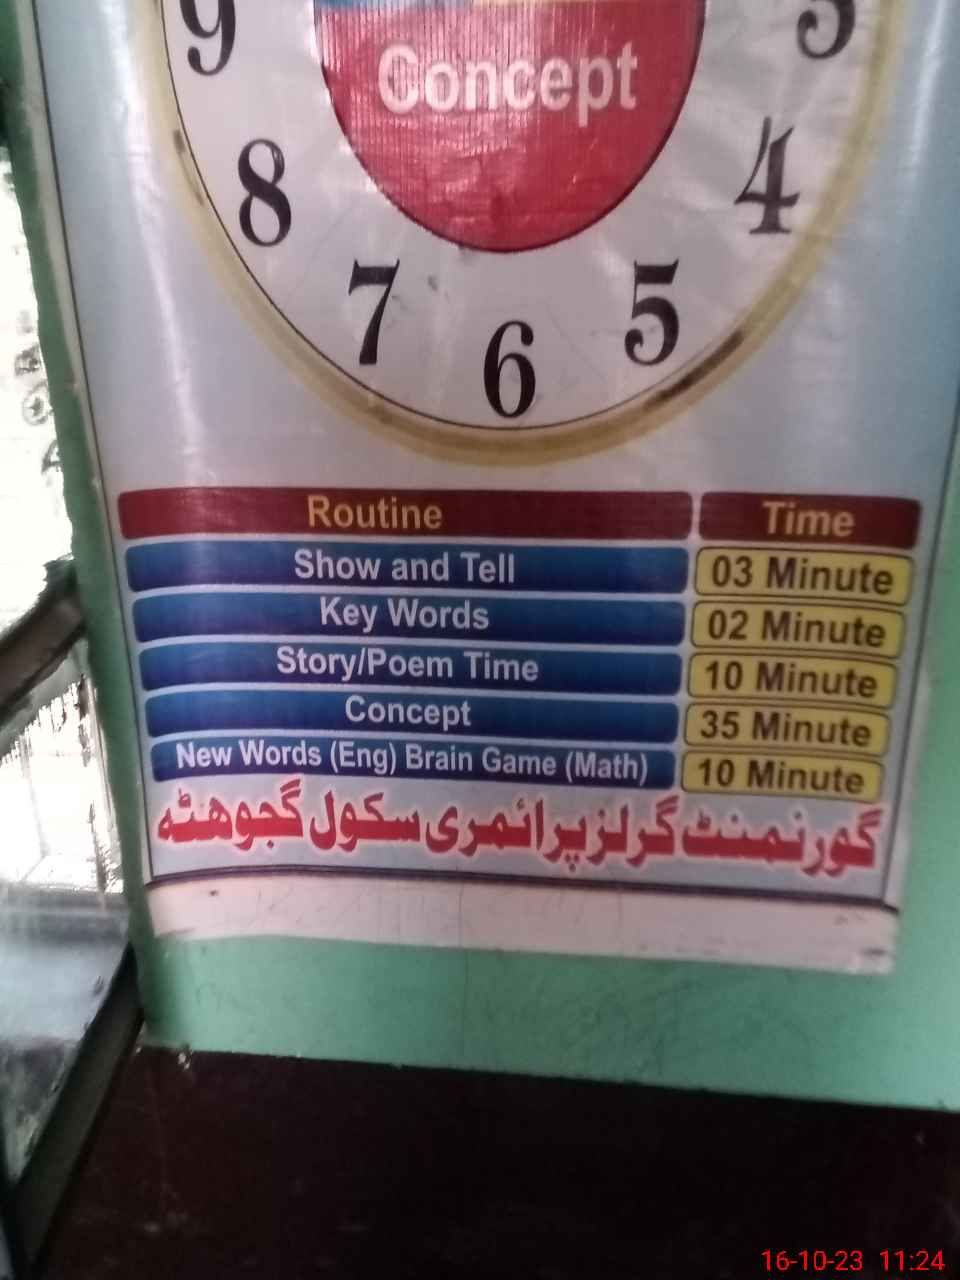 9 3
Concept
8 4
7 5
6
Routine Time
Show and Tell 03 Minute
Key Words 02 Minute
Story/Poem Time 10 Minute
Concept 35 Minute
New Words (Eng) Brain Game (Math) 10 Minute
گورنمنٹ گرلز پرائمری سکول گجوھٹہ
16-10-23 11:24